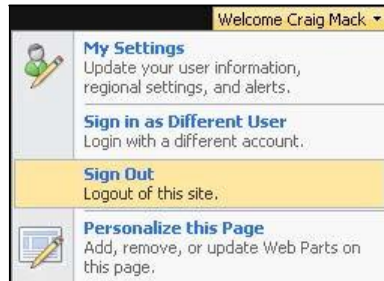 Welcome Craig Mack
My Settings
Update your user information,
regional settings, and alerts.
Sign in as Different User
Login with a different account.
Sign Out
Logout of this site.
Personalize this Page
Add, remove, or update Web Parts on
this page.